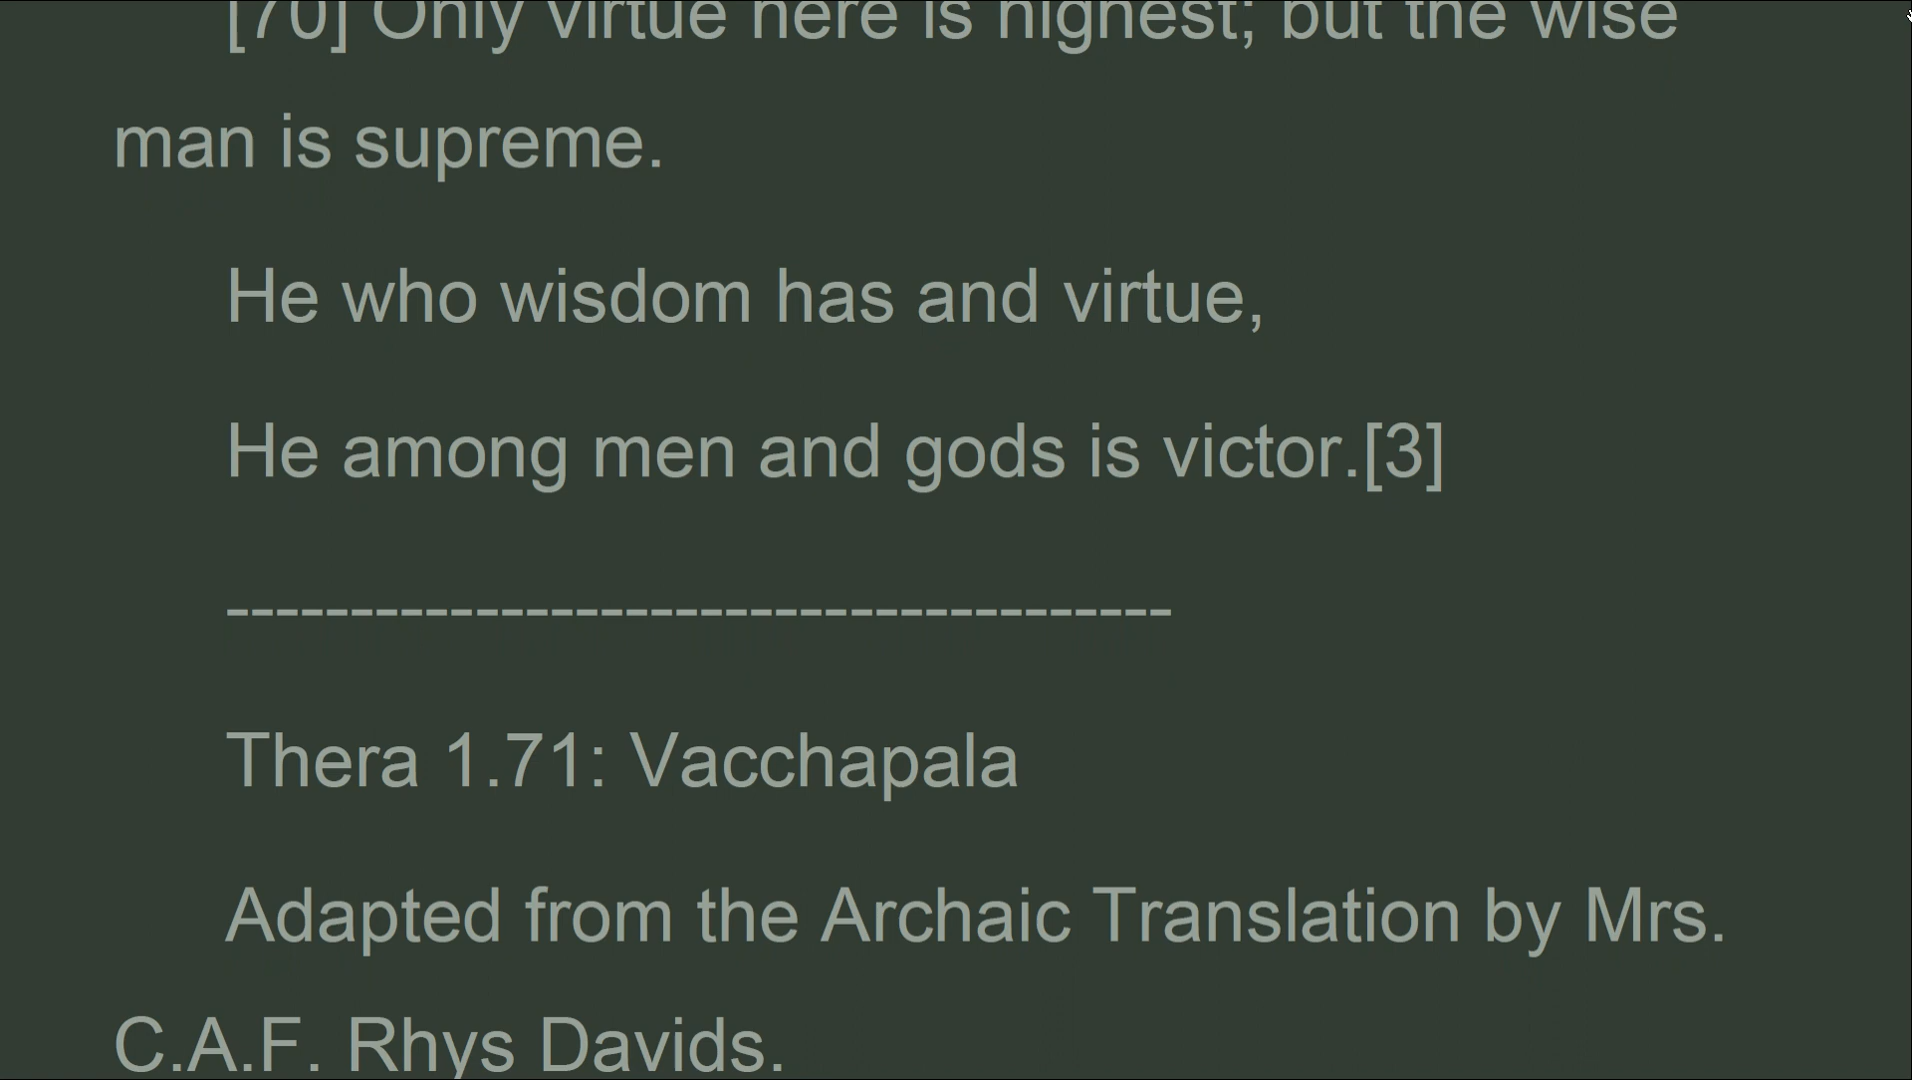 [70] Only virtue here is highest; but the wise
man is supreme.
He who wisdom has and virtue,
He among men and gods is victor.[3]
--------------------------------------
Thera 1.71: Vacchapala
Adapted from the Archaic Translation by Mrs.
C.A.F. Rhys Davids.